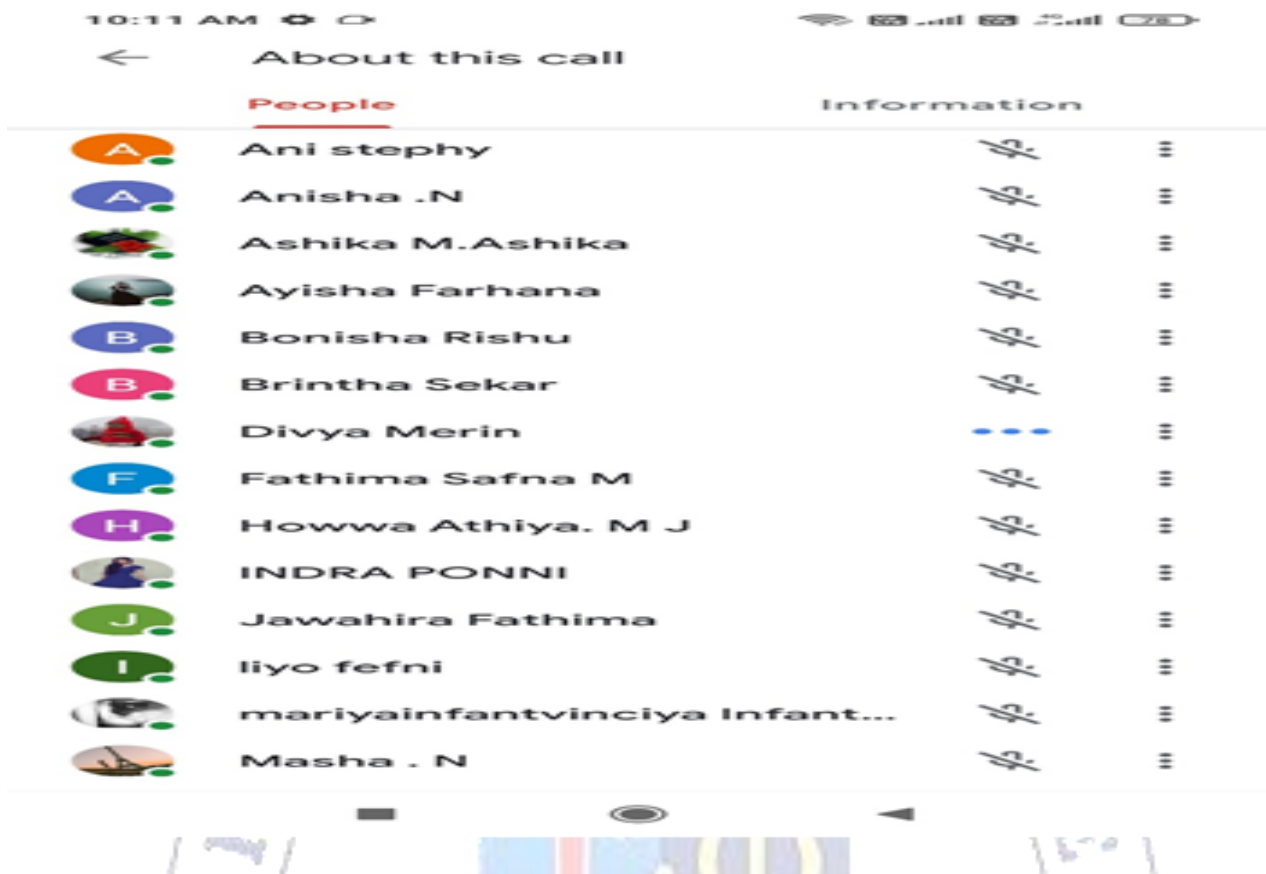 10:11 AM
78
About this call
People Information
A Ani stephy
A Anisha .N
Ashika M.Ashika
Ayisha Farhana
B Bonisha Rishu
B Brintha Sekar
Divya Merin
F Fathima Safna M
H Howwa Athiya. M J
INDRA PONNI
J Jawahira Fathima
l liyo fefni
mariyainfantvinciya Infant...
Masha . N